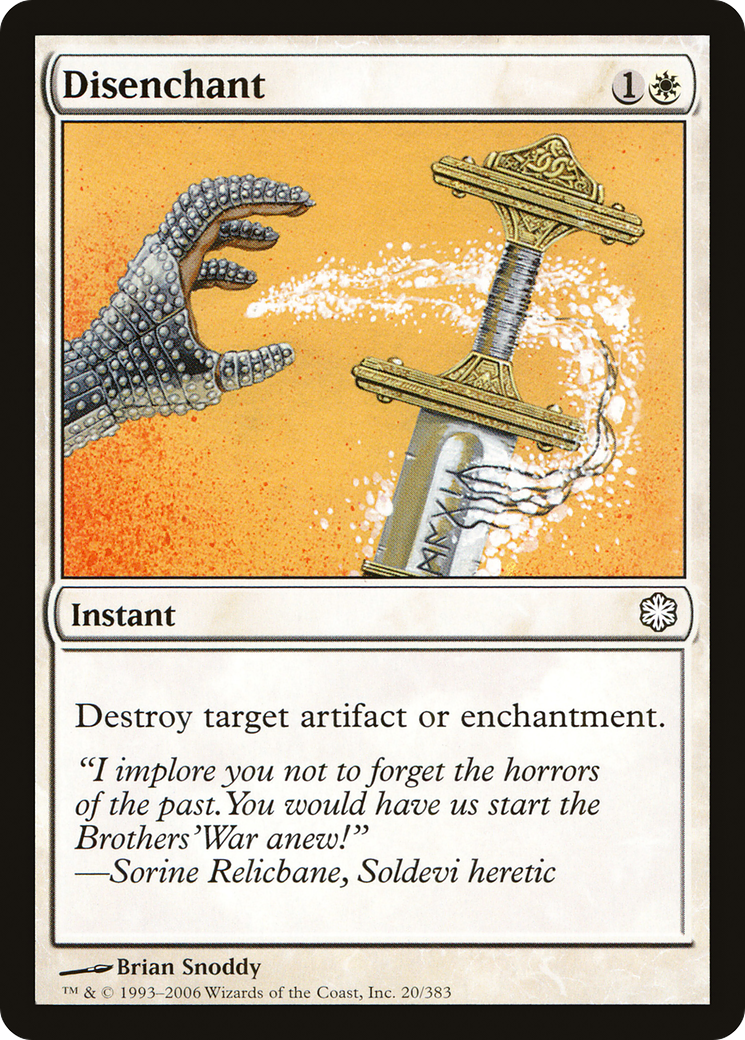 Disenchant
1
Instant
Destroy target artifact or enchantment.
“I implore you not to forget the horrors
of the past. You would have us start the
Brothers’ War anew!”
—Sorine Relicbane, Soldevi heretic
Brian Snoddy
™ & © 1993–2006 Wizards of the Coast, Inc. 20/383